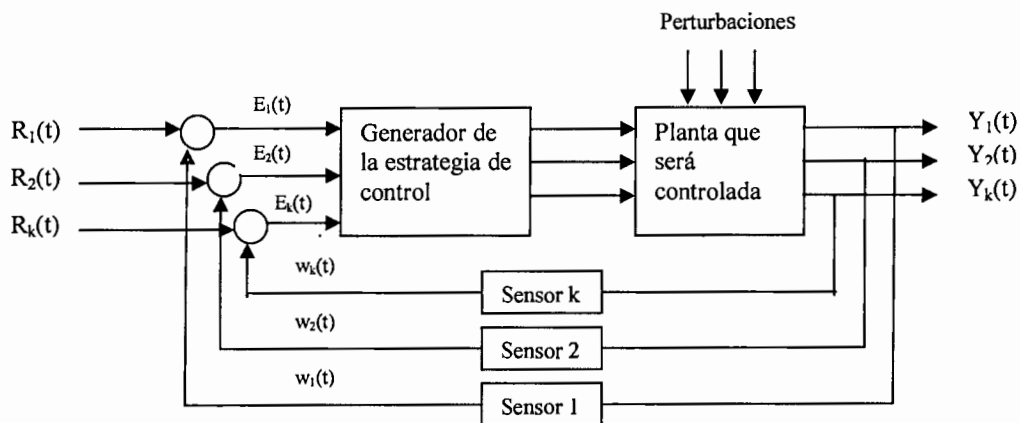 Perturbaciones
R₁(t)
E₁(t)
Generador de
la estrategia de
control
Planta que
será
controlada
Y₁(t)
R₂(t)
E₂(t)
Y₂(t)
Rₖ(t)
Eₖ(t)
Yₖ(t)
wₖ(t)
Sensor k
w₂(t)
Sensor 2
w₁(t)
Sensor 1